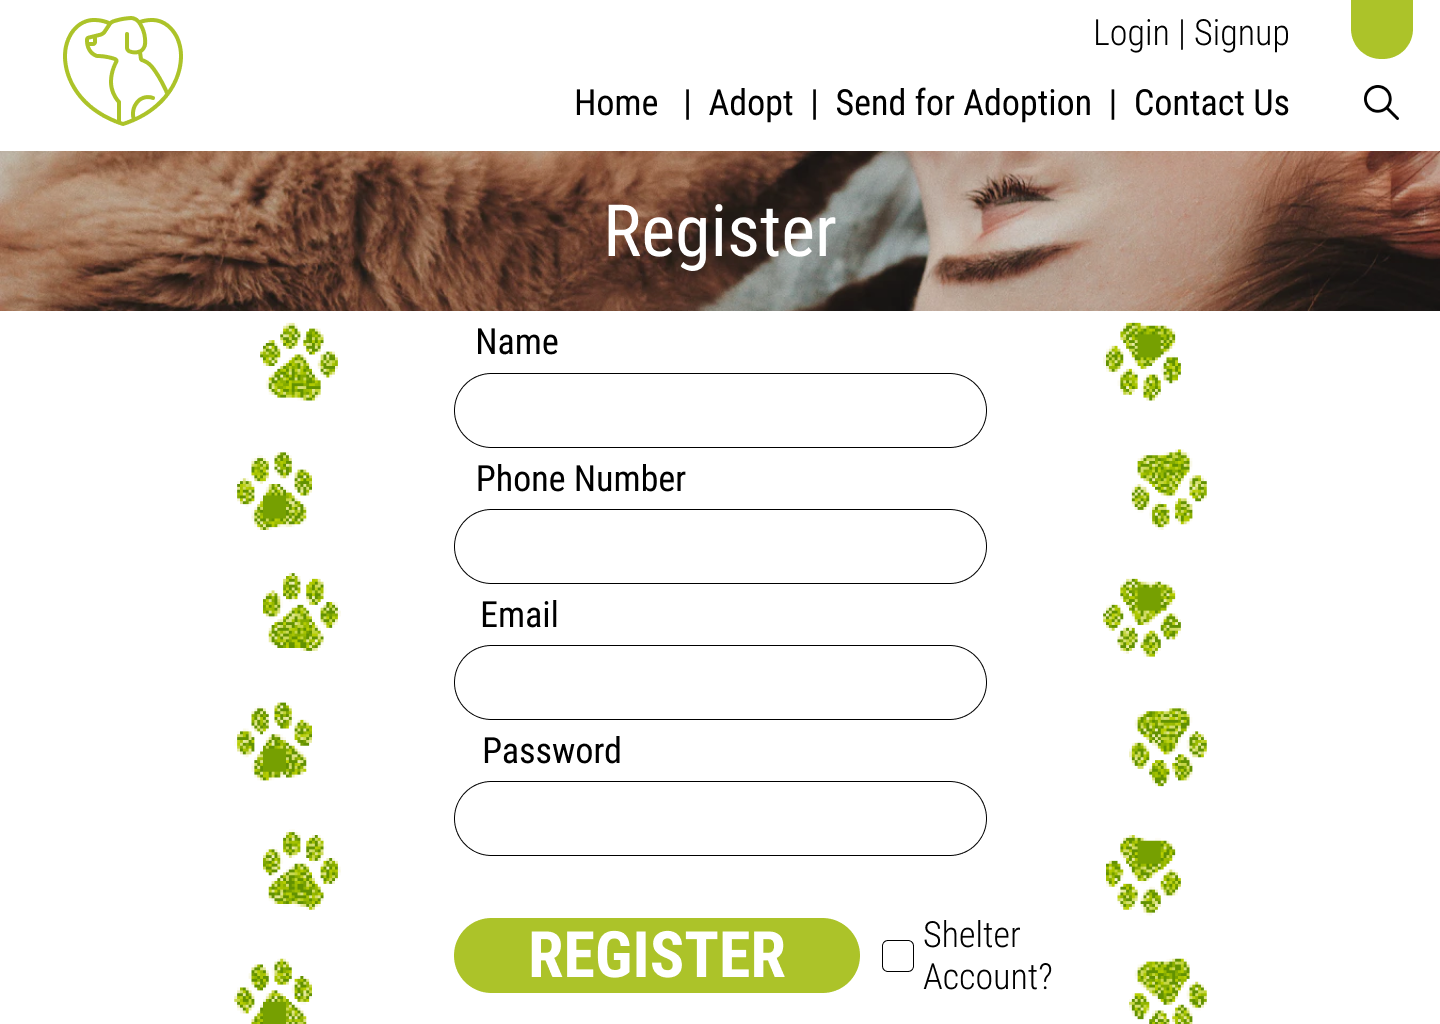 Login | Signup
Home | Adopt | Send for Adoption | Contact Us
Register
Name
Phone Number
Email
Password
REGISTER
Shelter
Account?